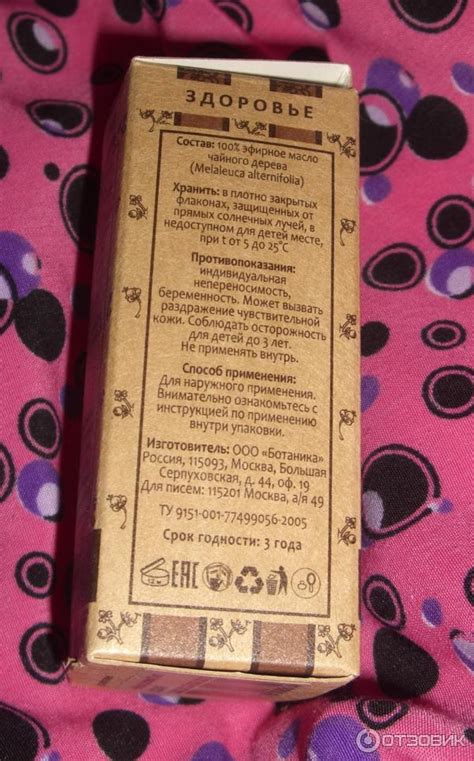 ЗДОРОВЬЕ
Состав: 100% эфирное масло
чайного дерева
(Melaleuca alternifolia)
Хранить: в плотно закрытых
флаконах, защищенных от
прямых солнечных лучей, в
недоступном для детей месте,
при t от 5 до 25°С
Противопоказания:
индивидуальная
непереносимость,
беременность. Может вызвать
раздражение чувствительной
кожи. Соблюдать осторожность
для детей до 3 лет.
Не применять внутрь.
Способ применения:
Для наружного применения.
Внимательно ознакомьтесь с
инструкцией по применению
внутри упаковки.
Изготовитель: ООО «Ботаника»
Россия, 115093, Москва, Большая
Серпуховская, д. 44, оф. 19
Для писем: 115201 Москва, а/я 49
ТУ 9151-001-77499056-2005
Срок годности: 3 года
12 M
EAC
ОТЗОВИК